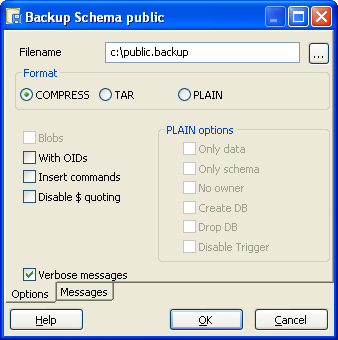 Backup Schema public
Filename c:\public.backup ...
Format
COMPRESS TAR PLAIN
Blobs
With OIDs
Insert commands
Disable $ quoting
PLAIN options
Only data
Only schema
No owner
Create DB
Drop DB
Disable Trigger
Verbose messages
Options Messages
Help OK Cancel